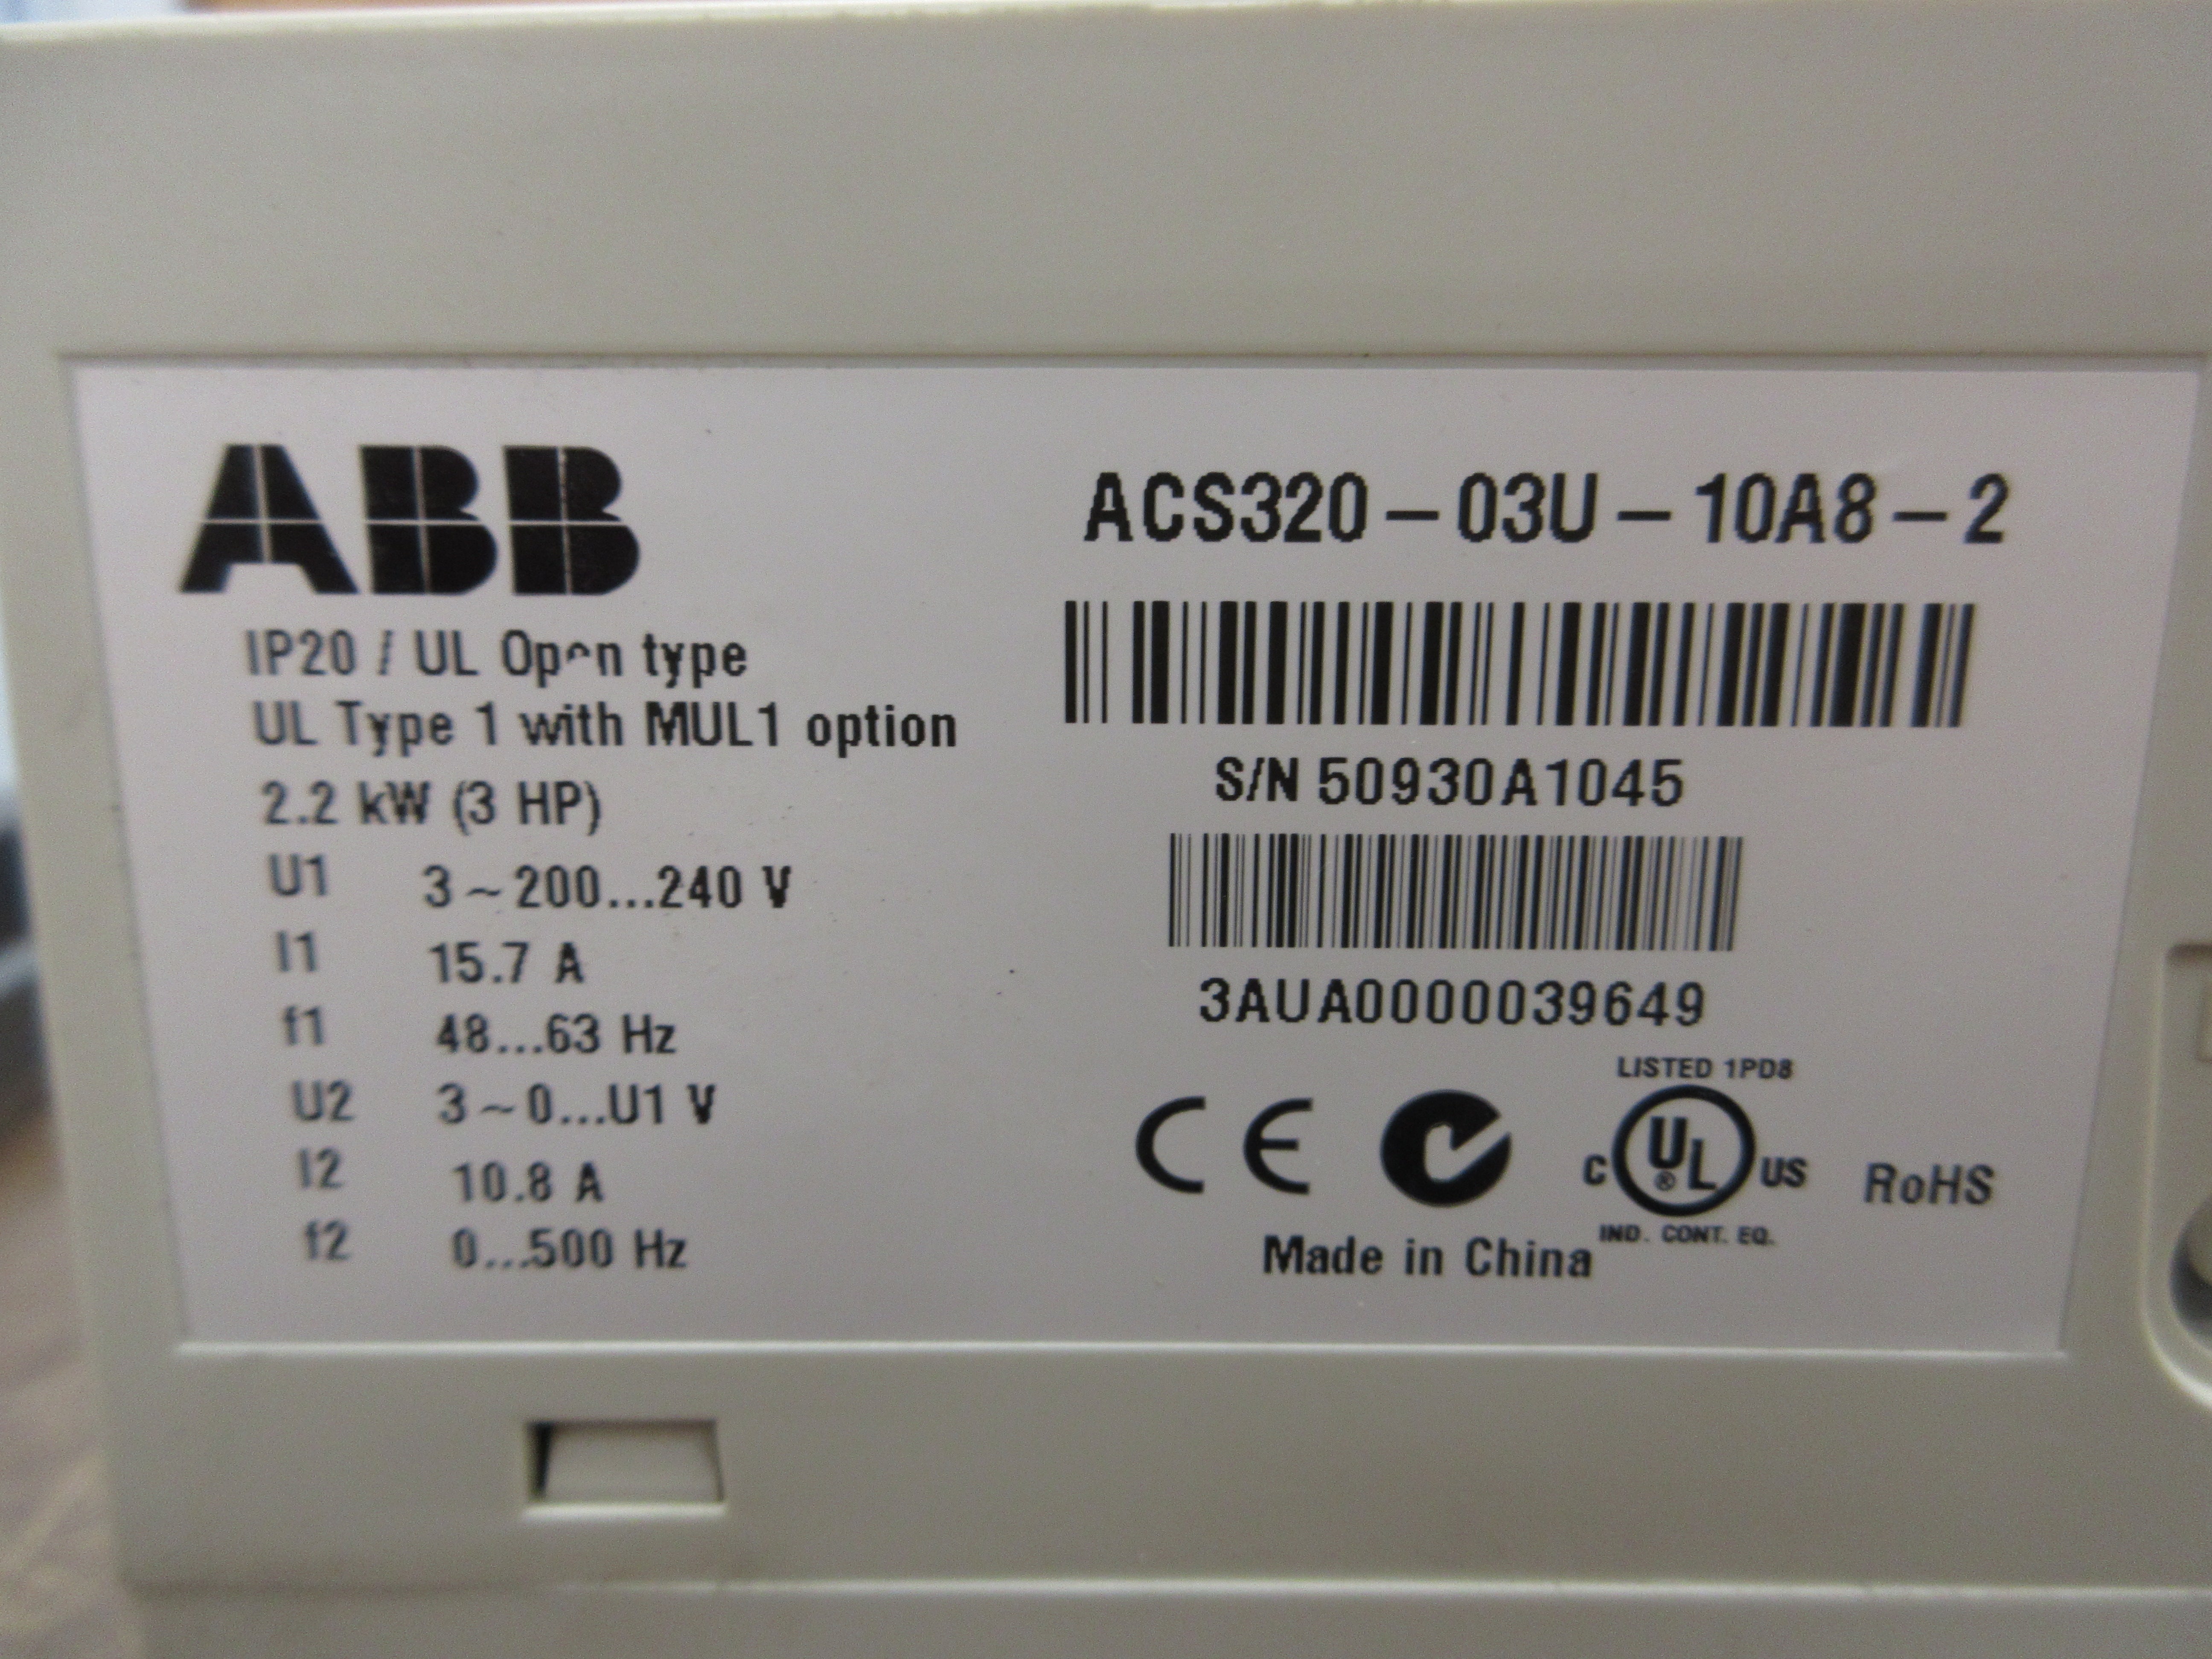 ABB
IP20 / UL Open type
UL Type 1 with MUL1 option
2.2 kW (3 HP)
U1 3~200...240 V
I1 15.7 A
f1 48...63 Hz
U2 3~0...U1 V
I2 10.8 A
f2 0...500 Hz
ACS320-03U-10A8-2
S/N 50930A1045
3AUA0000039649
CE
LISTED 1PD8
C UL® US
IND. CONT. EQ.
RoHS
Made in China